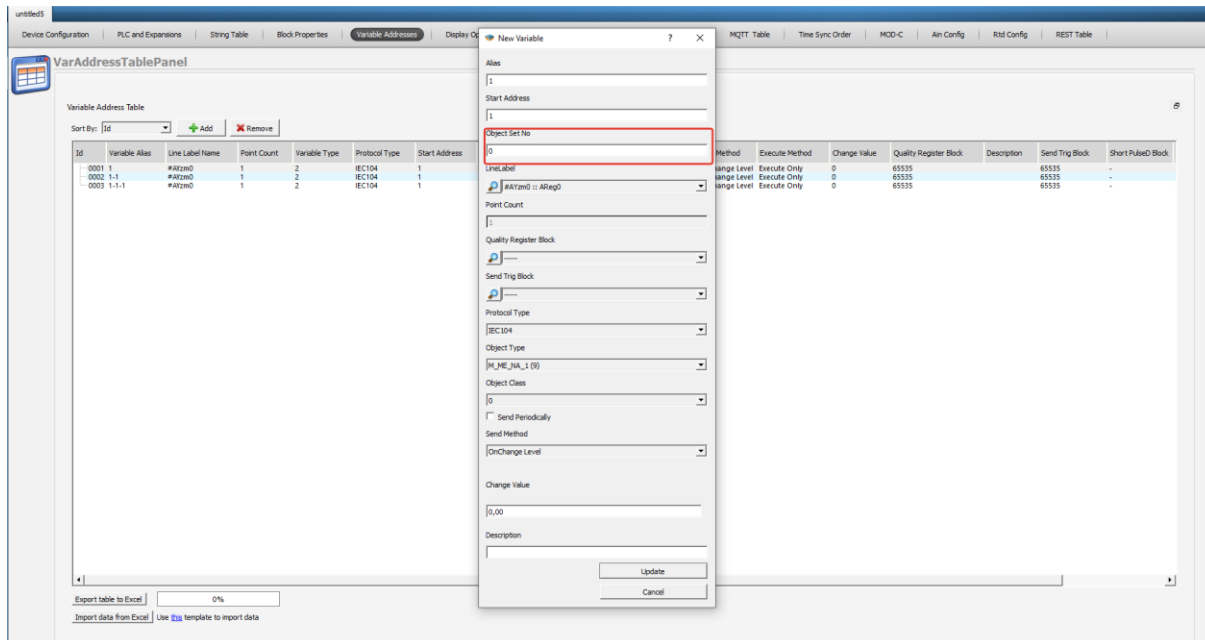 untitled5
Device Configuration PLC and Expansions String Table Block Properties Variable Addresses Display Op MQTT Table Time Sync Order MOD-C Ain Config Rtd Config REST Table
VarAddressTablePanel
Variable Address Table
Sort By: Id Add Remove
Id Variable Alias Line Label Name Point Count Variable Type Protocol Type Start Address Method Execute Method Change Value Quality Register Block Description Send Trig Block Short PulseD Block
0001 1 #AYzm0 1 2 IEC104 1 ange Level Execute Only 0 65535 65535 -
0002 1-1 #AYzm0 1 2 IEC104 1 ange Level Execute Only 0 65535 65535 -
0003 1-1-1 #AYzm0 1 2 IEC104 1 ange Level Execute Only 0 65535 65535 -
New Variable ? ×
Alias
1
Start Address
1
Object Set No
0
LineLabel
#AYzm0 :: AReg0
Point Count
1
Quality Register Block
-----
Send Trig Block
-----
Protocol Type
IEC104
Object Type
M_ME_NA_1 (9)
Object Class
0
Send Periodically
Send Method
OnChange Level
Change Value
0,00
Description
Update
Cancel
Export table to Excel 0%
Import data from Excel Use this template to import data